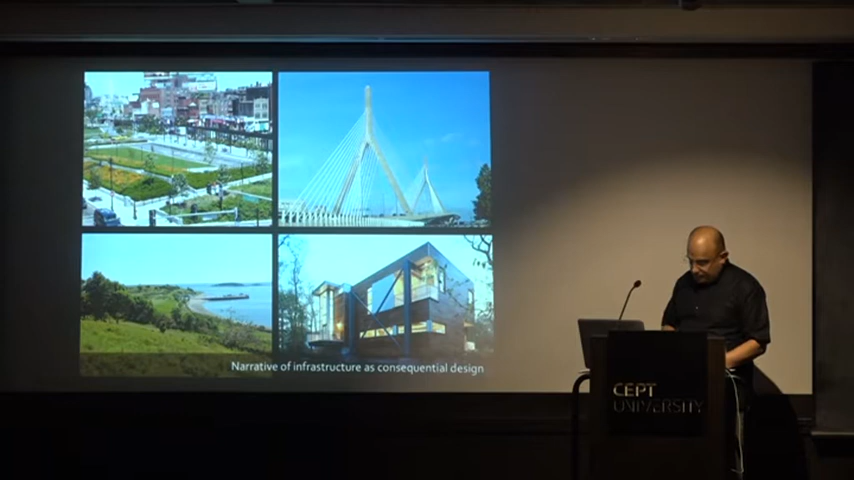 Narrative of infrastructure as consequential design
CEPT
UNIVERSITY